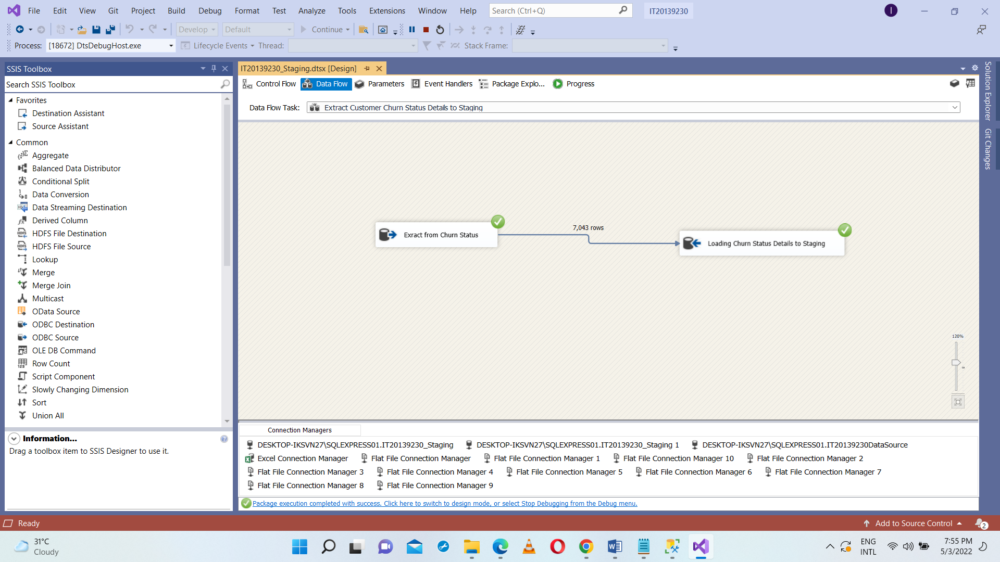 File Edit View Git Project Build Debug Format Test Analyze Tools Extensions Window Help Search (Ctrl+Q) IT20139230 I
Develop Default Continue
Process: [18672] DtsDebugHost.exe Lifecycle Events Thread: Stack Frame:
SSIS Toolbox
Search SSIS Toolbox
Favorites
Destination Assistant
Source Assistant
Common
Aggregate
Balanced Data Distributor
Conditional Split
Data Conversion
Data Streaming Destination
Derived Column
HDFS File Destination
HDFS File Source
Lookup
Merge
Merge Join
Multicast
OData Source
ODBC Destination
ODBC Source
OLE DB Command
Row Count
Script Component
Slowly Changing Dimension
Sort
Union All
Information...
Drag a toolbox item to SSIS Designer to use it.
IT20139230_Staging.dtsx [Design]
Control Flow Data Flow Parameters Event Handlers Package Explo... Progress
Data Flow Task: Extract Customer Churn Status Details to Staging
Exract from Churn Status
7,043 rows
Loading Churn Status Details to Staging
120%
Connection Managers
DESKTOP-IKSVN27\SQLEXPRESS01.IT20139230_Staging DESKTOP-IKSVN27\SQLEXPRESS01.IT20139230_Staging 1 DESKTOP-IKSVN27\SQLEXPRESS01.IT20139230DataSource
Excel Connection Manager Flat File Connection Manager Flat File Connection Manager 1 Flat File Connection Manager 10 Flat File Connection Manager 2
Flat File Connection Manager 3 Flat File Connection Manager 4 Flat File Connection Manager 5 Flat File Connection Manager 6 Flat File Connection Manager 7
Flat File Connection Manager 8 Flat File Connection Manager 9
Package execution completed with success. Click here to switch to design mode, or select Stop Debugging from the Debug menu.
Solution Explorer
Git Changes
Ready Add to Source Control 2
31°C
Cloudy
ENG
INTL
7:55 PM
5/3/2022